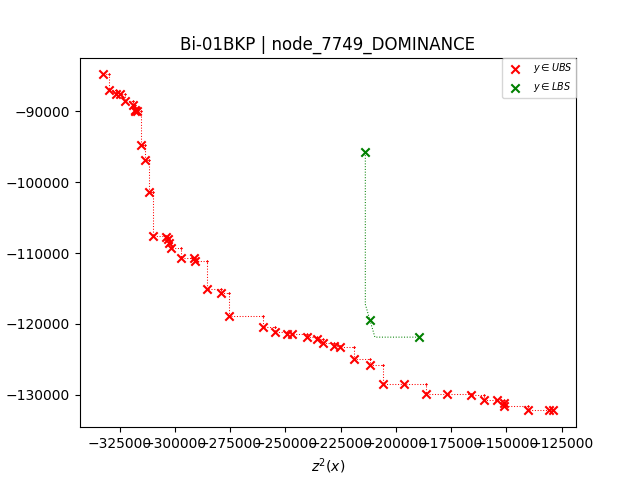 Bi-01BKP | node_7749_DOMINANCE
y ∈ UBS
y ∈ LBS
−90000
−100000
−110000
−120000
−130000
−325000 −300000 −275000 −250000 −225000 −200000 −175000 −150000 −125000
z²(x)